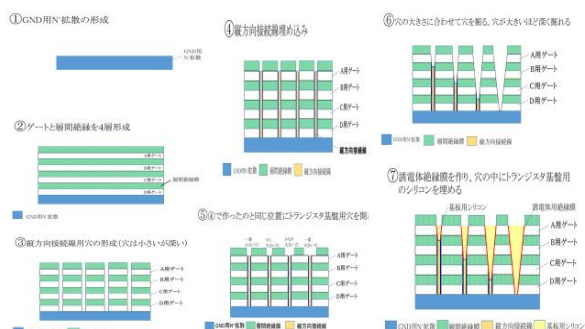 ①GND用N⁺拡散の形成
GND用
N⁺拡散
②ゲートと層間絶縁を4層形成
A用ゲート
B用ゲート
C用ゲート
D用ゲート
層間絶縁膜
GND用N⁺拡散
③縦方向接続線用穴の形成(穴は小さいが深い)
A用ゲート
B用ゲート
C用ゲート
D用ゲート
④縦方向接続線埋め込み
A用ゲート
B用ゲート
C用ゲート
D用ゲート
縦方向接続線
GND用N⁺拡散 層間絶縁膜 縦方向接続線
⑤④で作ったのと同位置にトランジスタ基盤用穴を開
A用ゲート
B用ゲート
C用ゲート
D用ゲート
GND用N⁺拡散 層間絶縁膜 縦方向接続線
⑥穴の大きさに合わせて穴を掘る、穴が大きいほど深く掘れる
A用ゲート
B用ゲート
C用ゲート
D用ゲート
GND用N⁺拡散 層間絶縁膜 縦方向接続線
⑦誘電体絶縁膜を作り、穴の中にトランジスタ基盤用
のシリコンを埋める
基板用シリコン 誘電体用絶縁膜
A用ゲート
B用ゲート
C用ゲート
D用ゲート
GND用N⁺拡散 層間絶縁膜 縦方向接続線 基板用シリコン